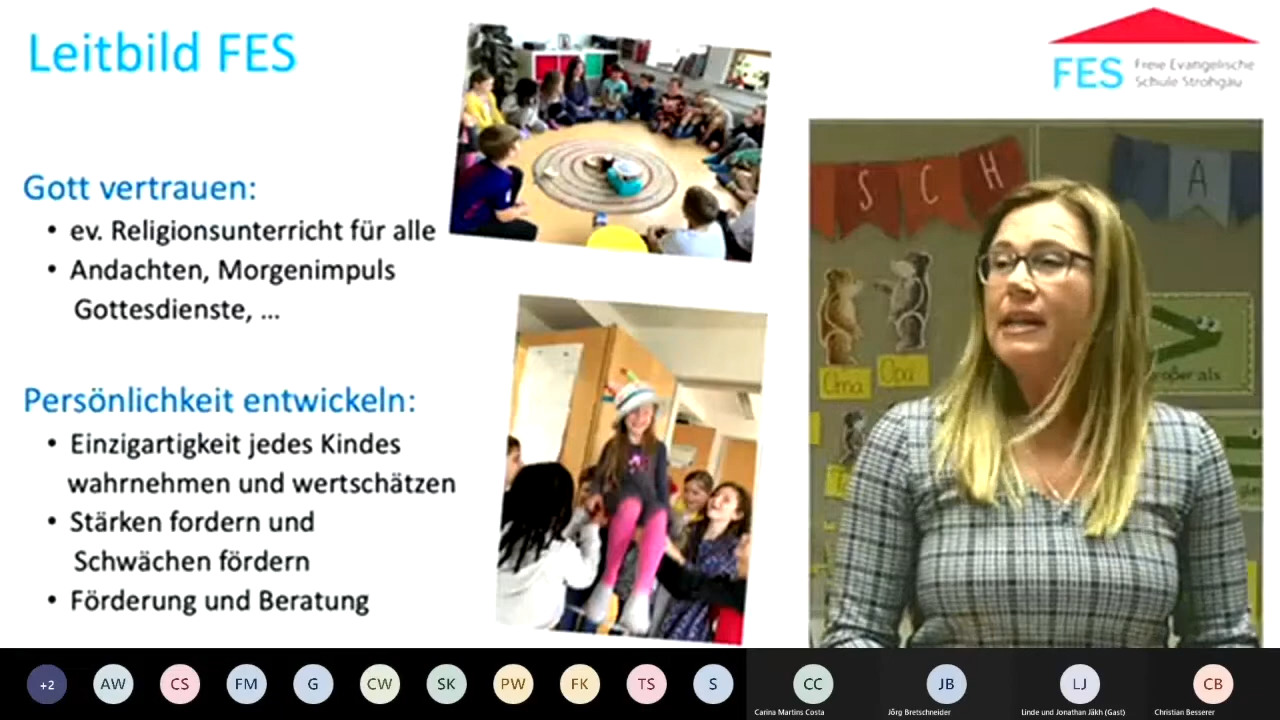 Leitbild FES
FES
Freie Evangelische
Schule Strohgäu
Gott vertrauen:
• ev. Religionsunterricht für alle
• Andachten, Morgenimpuls
Gottesdienste, ...
Persönlichkeit entwickeln:
• Einzigartigkeit jedes Kindes
wahrnehmen und wertschätzen
• Stärken fordern und
Schwächen fördern
• Förderung und Beratung
S C H
A
Oma
Opa
größer als
+2
AW
CS
FM
G
CW
SK
PW
FK
TS
S
CC
JB
LJ
CB
Carina Martins Costa
Jörg Bretschneider
Linde und Jonathan Jäkh (Gast)
Christian Besserer